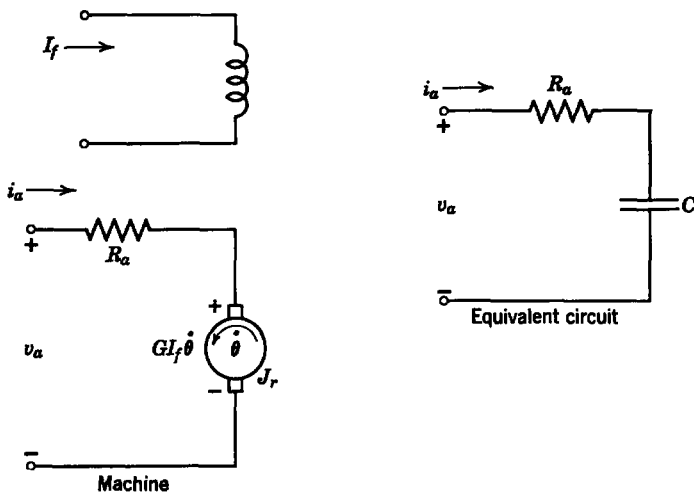 I_f
i_a
+
R_a
v_a
+
GI_f θ̇
θ̇
J_r
−
−
Machine
i_a
R_a
+
v_a
C
−
Equivalent circuit